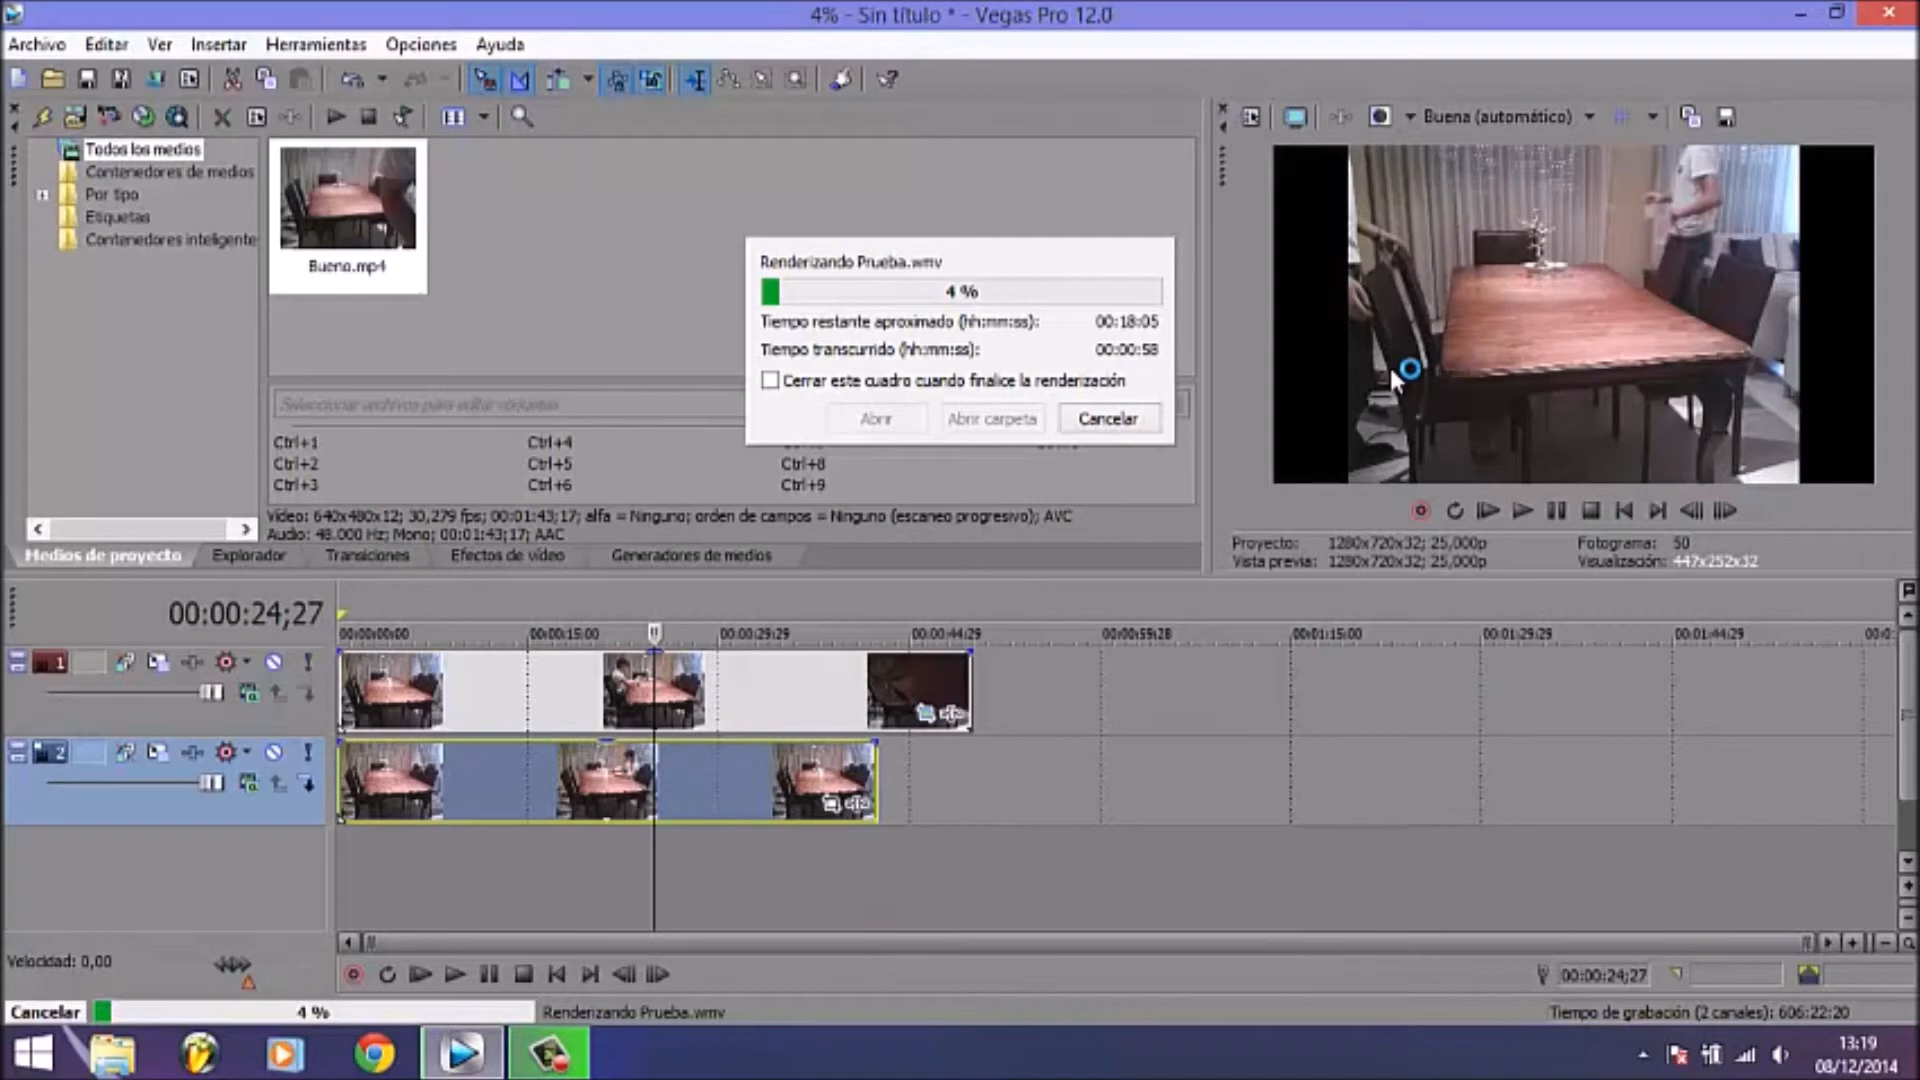 4% - Sin título * - Vegas Pro 12.0
Archivo Editar Ver Insertar Herramientas Opciones Ayuda
Buena (automático)
Todos los medios
Contenedores de medios
Por tipo
Etiquetas
Contenedores inteligente
Bueno.mp4
Renderizando Prueba.wmv
4 %
Tiempo restante aproximado (hh:mm:ss): 00:18:05
Tiempo transcurrido (hh:mm:ss): 00:00:58
Cerrar este cuadro cuando finalice la renderización
Abrir Abrir carpeta Cancelar
Seleccionar archivos para editar etiquetas
Ctrl+1 Ctrl+4
Ctrl+2 Ctrl+5 Ctrl+8
Ctrl+3 Ctrl+6 Ctrl+9
Vídeo: 640x480x12; 30,279 fps; 00:01:43;17; alfa = Ninguno; orden de campos = Ninguno (escaneo progresivo); AVC
Audio: 48.000 Hz; Mono; 00:01:43;17; AAC
Medios de proyecto Explorador Transiciones Efectos de vídeo Generadores de medios
Proyecto: 1280x720x32; 25,000p Fotograma: 50
Vista previa: 1280x720x32; 25,000p Visualización: 447x252x32
00:00:24;27
00:00:00:00 00:00:15:00 00:00:29:29 00:00:44:29 00:00:59:28 00:01:15:00 00:01:29:29 00:01:44:29 00:0
1
2
Velocidad: 0,00
00:00:24;27
Cancelar 4 % Renderizando Prueba.wmv Tiempo de grabación (2 canales): 606:22:20
13:19
08/12/2014